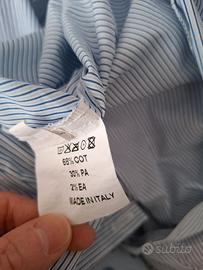 68% COT
30% PA
2% EA
MADE IN ITALY
subito